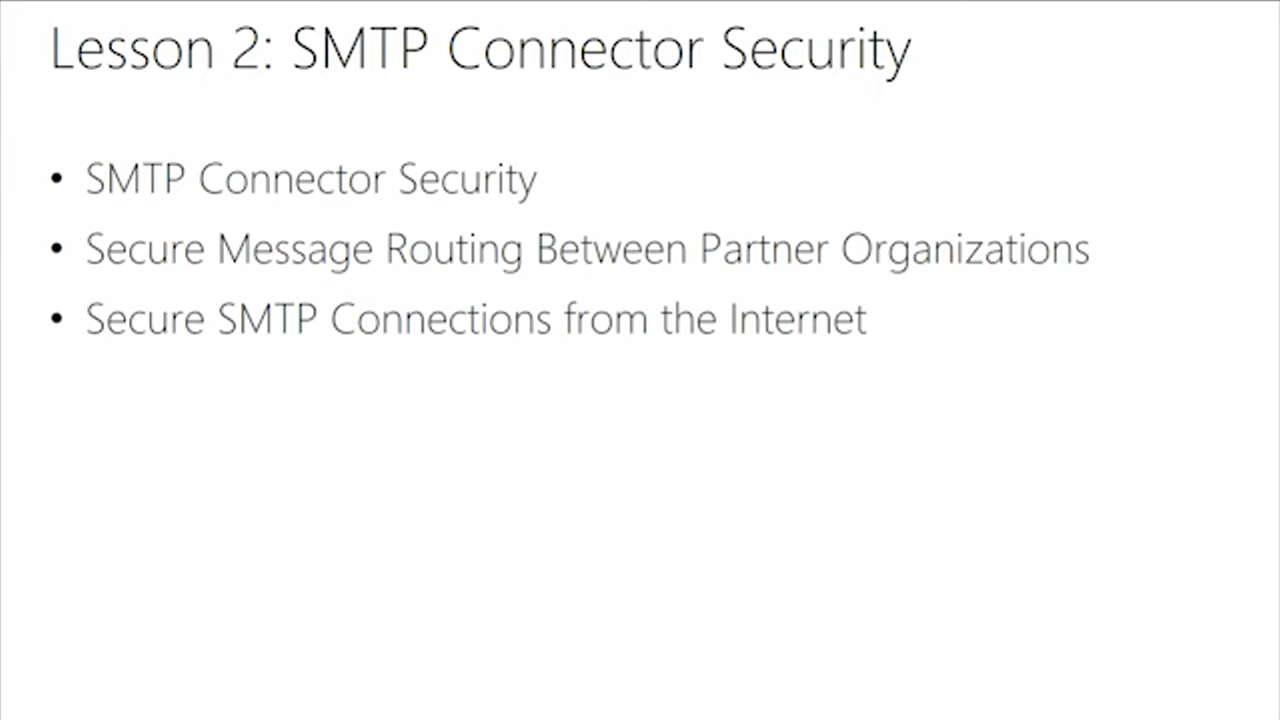 Lesson 2: SMTP Connector Security
• SMTP Connector Security
• Secure Message Routing Between Partner Organizations
• Secure SMTP Connections from the Internet